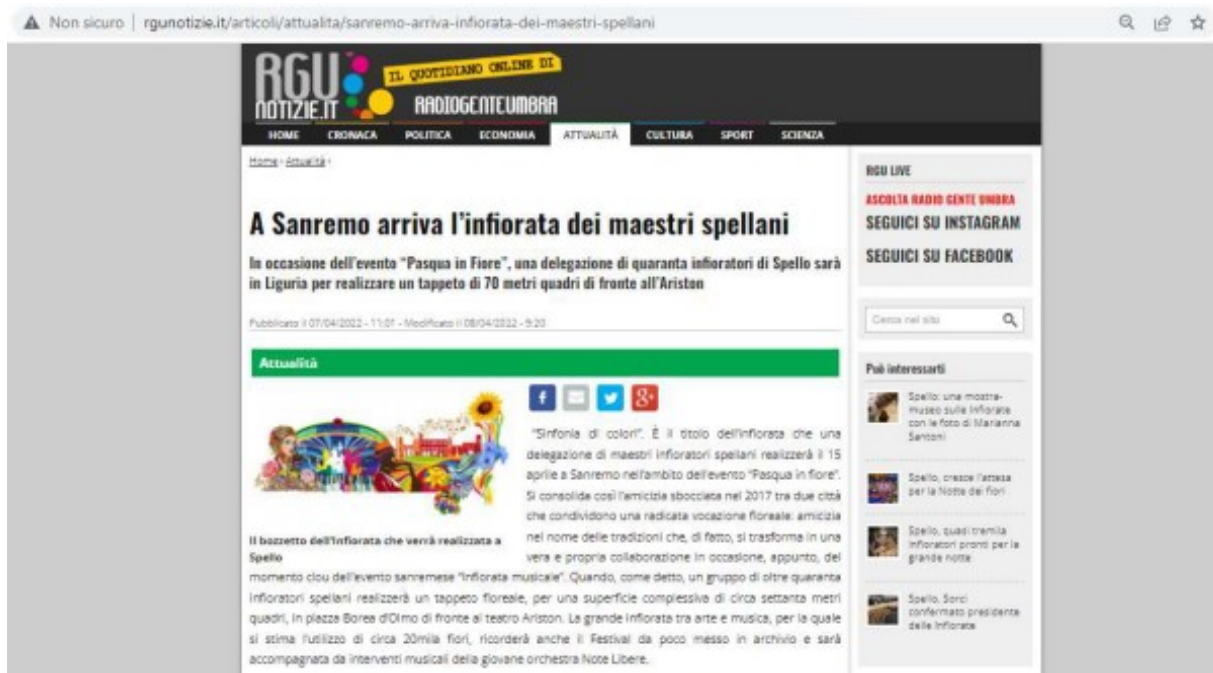 Non sicuro | rgunotizie.it/articoli/attualita/sanremo-arriva-infiorata-dei-maestri-spellani
RGU
NOTIZIE.IT
IL QUOTIDIANO ONLINE DI
RADIOGENTEUMBRA
HOME CRONACA POLITICA ECONOMIA ATTUALITÀ CULTURA SPORT SCIENZA
Home › Attualità ›
A Sanremo arriva l'infiorata dei maestri spellani
In occasione dell'evento "Pasqua in Fiore", una delegazione di quaranta infioratori di Spello sarà
in Liguria per realizzare un tappeto di 70 metri quadri di fronte all'Ariston
Pubblicato il 07/04/2022 - 11:01 - Modificato il 08/04/2022 - 9:20
Attualità
f
8+
"Sinfonia di colori". È il titolo dell'infiorata che una
delegazione di maestri infioratori spellani realizzerà il 15
aprile a Sanremo nell'ambito dell'evento "Pasqua in fiore".
Si consolida così l'amicizia sbocciata nel 2017 tra due città
che condividono una radicata vocazione floreale: amicizia
Il bozzetto dell'Infiorata che verrà realizzata a
Spello
nel nome delle tradizioni che, di fatto, si trasforma in una
vera e propria collaborazione in occasione, appunto, del
momento clou dell'evento sanremese "Infiorata musicale". Quando, come detto, un gruppo di oltre quaranta
infioratori spellani realizzerà un tappeto floreale, per una superficie complessiva di circa settanta metri
quadri, in piazza Borea d'Olmo di fronte al teatro Ariston. La grande infiorata tra arte e musica, per la quale
si stima l'utilizzo di circa 20mila fiori, ricorderà anche il Festival da poco messo in archivio e sarà
accompagnata da interventi musicali della giovane orchestra Note Libere.
RGU LIVE
ASCOLTA RADIO GENTE UMBRA
SEGUICI SU INSTAGRAM
SEGUICI SU FACEBOOK
Cerca nel sito
Può interessarti
Spello: una mostra-
museo sulle Infiorate
con le foto di Marianna
Santoni
Spello, cresce l'attesa
per la Notte dei fiori
Spello, quasi tremila
infioratori pronti per la
grande notte
Spello, Sorci
confermato presidente
delle Infiorate